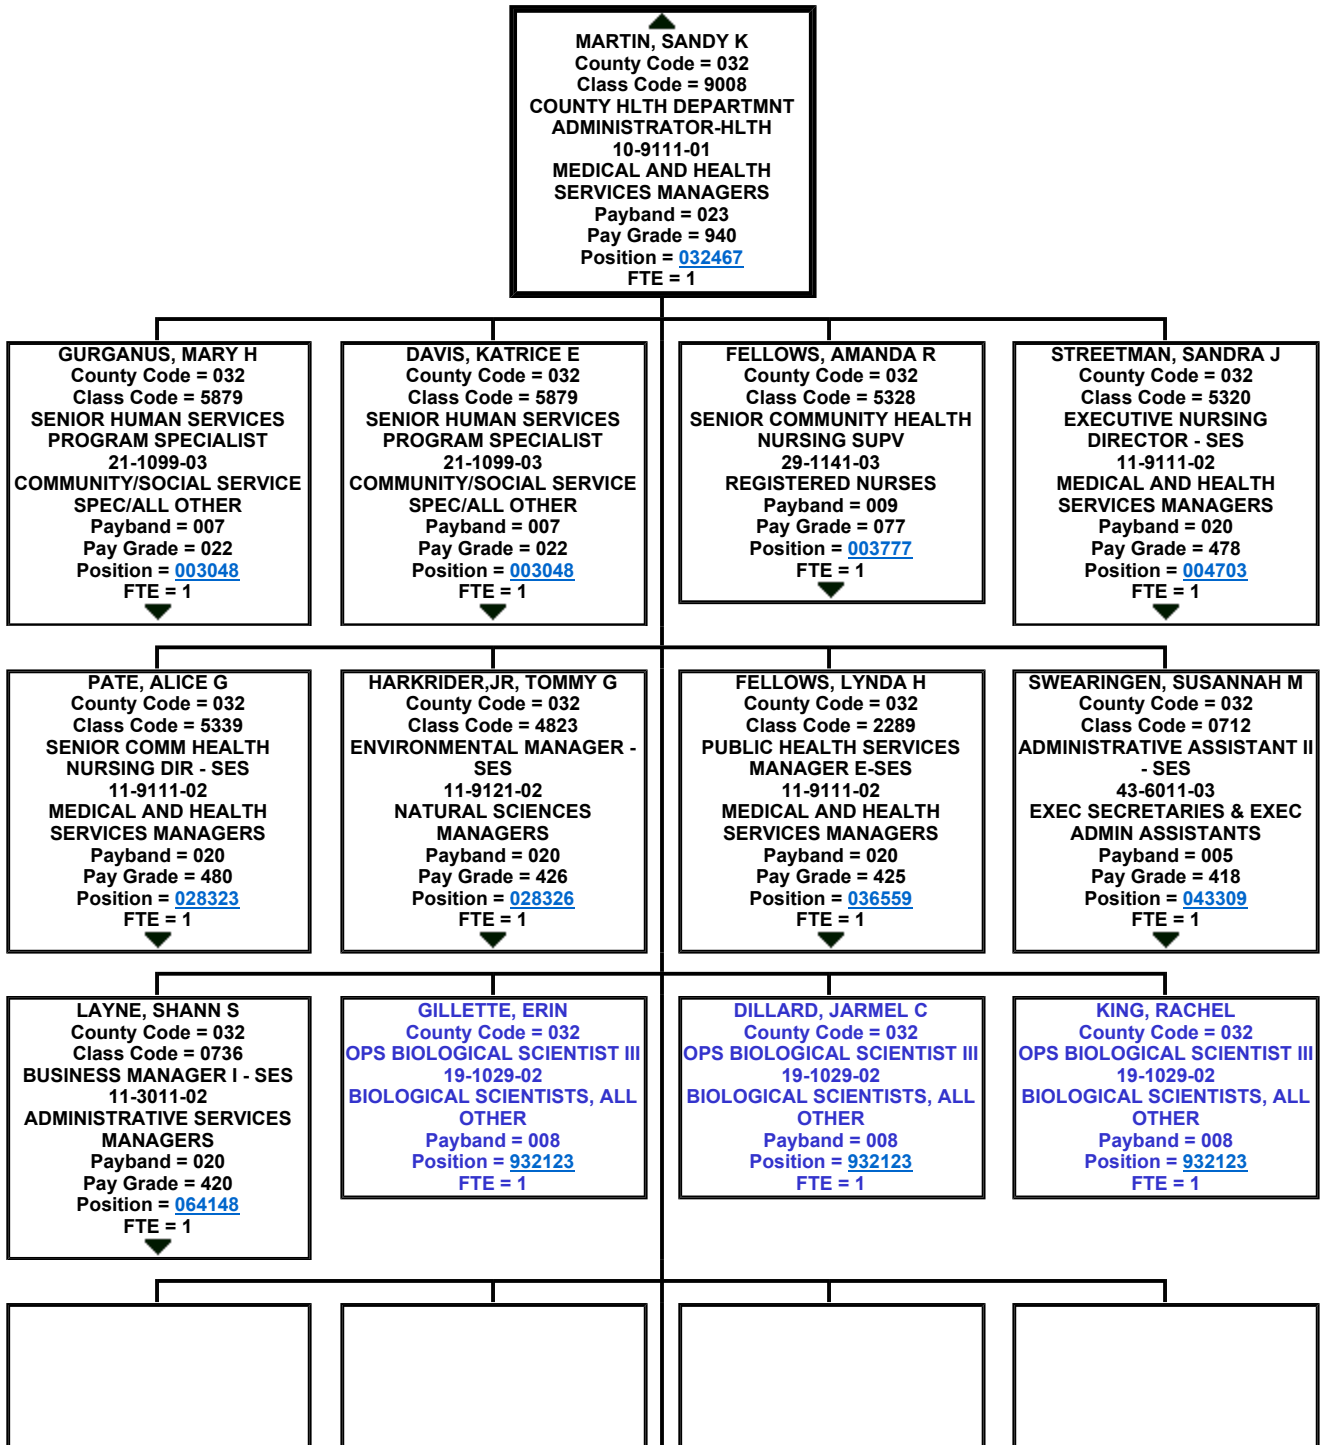 MARTIN, SANDY K
County Code = 032
Class Code = 9008
COUNTY HLTH DEPARTMNT
ADMINISTRATOR-HLTH
10-9111-01
MEDICAL AND HEALTH
SERVICES MANAGERS
Payband = 023
Pay Grade = 940
Position = 032467
FTE = 1
GURGANUS, MARY H
County Code = 032
Class Code = 5879
SENIOR HUMAN SERVICES
PROGRAM SPECIALIST
21-1099-03
COMMUNITY/SOCIAL SERVICE
SPEC/ALL OTHER
Payband = 007
Pay Grade = 022
Position = 003048
FTE = 1
DAVIS, KATRICE E
County Code = 032
Class Code = 5879
SENIOR HUMAN SERVICES
PROGRAM SPECIALIST
21-1099-03
COMMUNITY/SOCIAL SERVICE
SPEC/ALL OTHER
Payband = 007
Pay Grade = 022
Position = 003048
FTE = 1
FELLOWS, AMANDA R
County Code = 032
Class Code = 5328
SENIOR COMMUNITY HEALTH
NURSING SUPV
29-1141-03
REGISTERED NURSES
Payband = 009
Pay Grade = 077
Position = 003777
FTE = 1
STREETMAN, SANDRA J
County Code = 032
Class Code = 5320
EXECUTIVE NURSING
DIRECTOR - SES
11-9111-02
MEDICAL AND HEALTH
SERVICES MANAGERS
Payband = 020
Pay Grade = 478
Position = 004703
FTE = 1
PATE, ALICE G
County Code = 032
Class Code = 5339
SENIOR COMM HEALTH
NURSING DIR - SES
11-9111-02
MEDICAL AND HEALTH
SERVICES MANAGERS
Payband = 020
Pay Grade = 480
Position = 028323
FTE = 1
HARKRIDER,JR, TOMMY G
County Code = 032
Class Code = 4823
ENVIRONMENTAL MANAGER -
SES
11-9121-02
NATURAL SCIENCES
MANAGERS
Payband = 020
Pay Grade = 426
Position = 028326
FTE = 1
FELLOWS, LYNDA H
County Code = 032
Class Code = 2289
PUBLIC HEALTH SERVICES
MANAGER E-SES
11-9111-02
MEDICAL AND HEALTH
SERVICES MANAGERS
Payband = 020
Pay Grade = 425
Position = 036559
FTE = 1
SWEARINGEN, SUSANNAH M
County Code = 032
Class Code = 0712
ADMINISTRATIVE ASSISTANT II
- SES
43-6011-03
EXEC SECRETARIES & EXEC
ADMIN ASSISTANTS
Payband = 005
Pay Grade = 418
Position = 043309
FTE = 1
LAYNE, SHANN S
County Code = 032
Class Code = 0736
BUSINESS MANAGER I - SES
11-3011-02
ADMINISTRATIVE SERVICES
MANAGERS
Payband = 020
Pay Grade = 420
Position = 064148
FTE = 1
GILLETTE, ERIN
County Code = 032
OPS BIOLOGICAL SCIENTIST III
19-1029-02
BIOLOGICAL SCIENTISTS, ALL
OTHER
Payband = 008
Position = 932123
FTE = 1
DILLARD, JARMEL C
County Code = 032
OPS BIOLOGICAL SCIENTIST III
19-1029-02
BIOLOGICAL SCIENTISTS, ALL
OTHER
Payband = 008
Position = 932123
FTE = 1
KING, RACHEL
County Code = 032
OPS BIOLOGICAL SCIENTIST III
19-1029-02
BIOLOGICAL SCIENTISTS, ALL
OTHER
Payband = 008
Position = 932123
FTE = 1